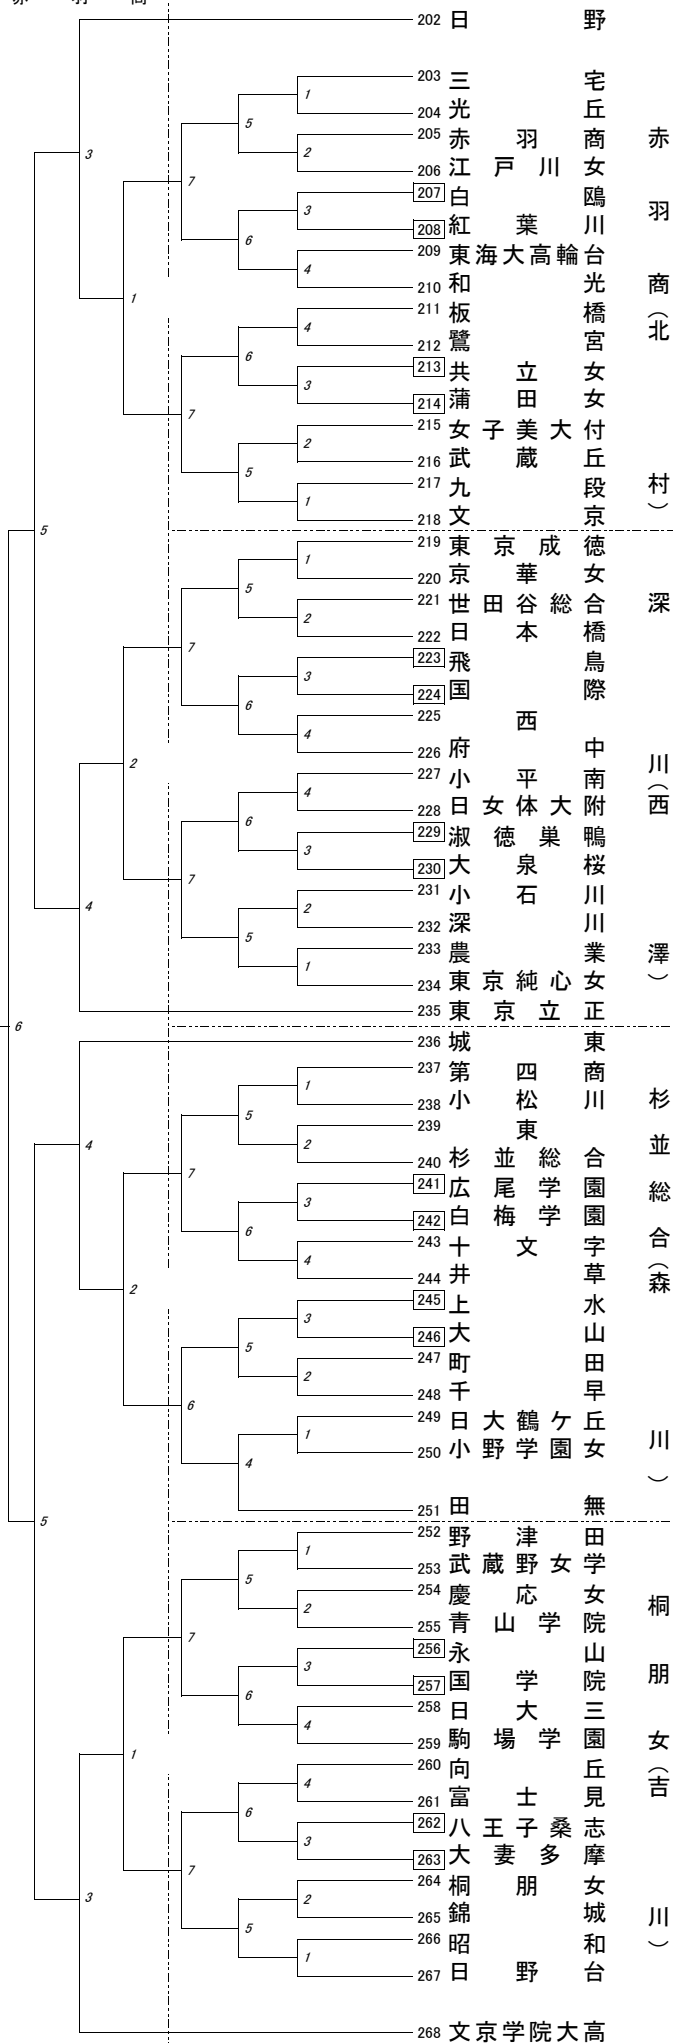 202 日野
203 三宅
1
204 光丘
5
205 赤羽商
3
2
206 江戸川女
7
207 白鴎
3
208 紅葉川
6
209 東海大高輪台
4
210 和光
1
211 板橋
4
212 鷺宮
6
213 共立女
3
214 蒲田女
7
215 女子美大付
2
216 武蔵丘
5
217 九段
1
218 文京
赤羽商(北村)
5
219 東京成徳
1
220 京華女
5
221 世田谷総合
2
222 日本橋
7
223 飛鳥
3
224 国際
6
225 西
4
226 府中
2
227 小平南
4
228 日女体大附
6
229 淑徳巣鴨
3
230 大泉桜
7
231 小石川
4
2
232 深川
5
233 農業
1
234 東京純心女
235 東京立正
深川(西澤)
6
236 城東
237 第四商
1
238 小松川
5
239 東
4
2
240 杉並総合
7
241 広尾学園
3
242 白梅学園
6
243 十文字
4
244 井草
2
245 上水
3
246 大山
5
247 町田
2
248 千早
6
249 日大鶴ケ丘
1
250 小野学園女
4
251 田無
杉並総合(森川)
5
252 野津田
1
253 武蔵野女学
5
254 慶応女
2
255 青山学院
7
256 永山
3
257 国学院
6
258 日大三
4
259 駒場学園
1
260 向丘
4
261 富士見
6
262 八王子桑志
3
263 大妻多摩
7
264 桐朋女
3
2
265 錦城
5
266 昭和
1
267 日野台
268 文京学院大高
桐朋女(吉川)